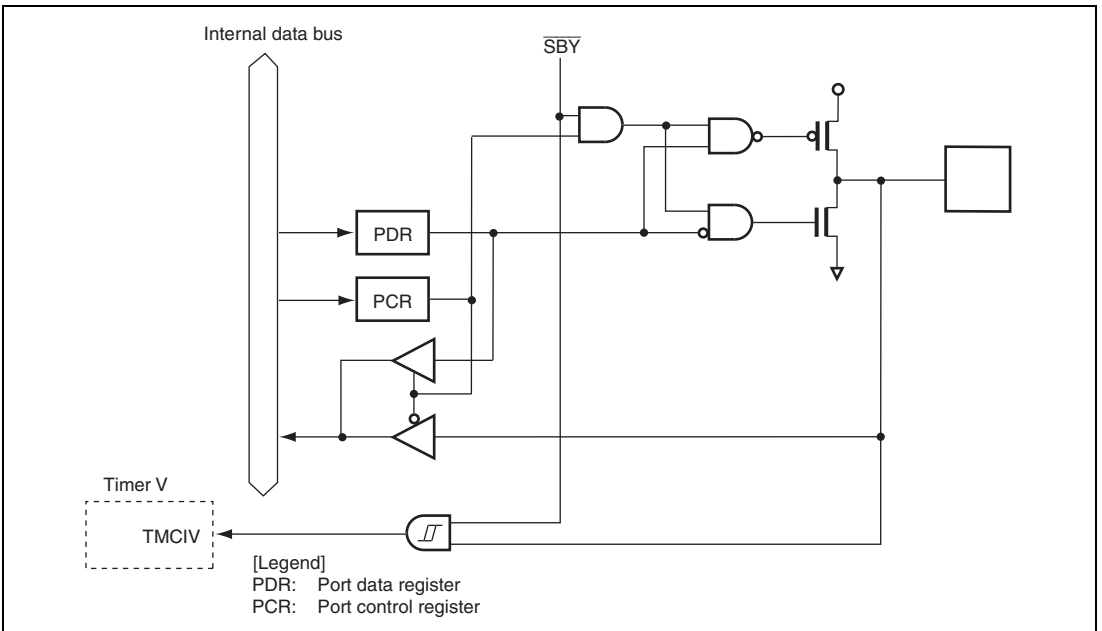 Internal data bus
SBY
PDR
PCR
Timer V
TMCIV
[Legend]
PDR: Port data register
PCR: Port control register